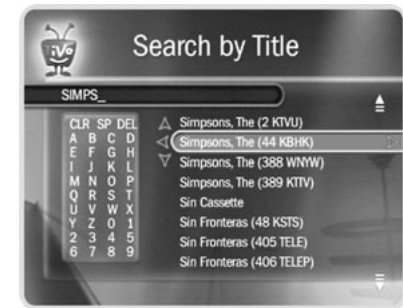 TiVo
Search by Title
SIMPS_
CLR SP DEL
A B C D
E F G H
I J K L
M N O P
Q R S T
U V W X
Y Z 0 1
2 3 4 5
6 7 8 9
Simpsons, The (2 KTVU)
Simpsons, The (44 KBHK)
Simpsons, The (388 WNYW)
Simpsons, The (389 KTTV)
Sin Cassette
Sin Fronteras (48 KSTS)
Sin Fronteras (405 TELE)
Sin Fronteras (406 TELEP)